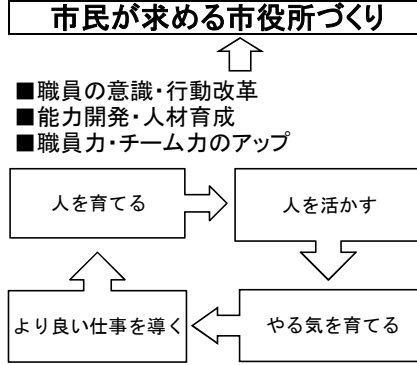 市民が求める市役所づくり
■職員の意識・行動改革
■能力開発・人材育成
■職員力・チーム力のアップ
人を育てる
人を活かす
より良い仕事を導く
やる気を育てる